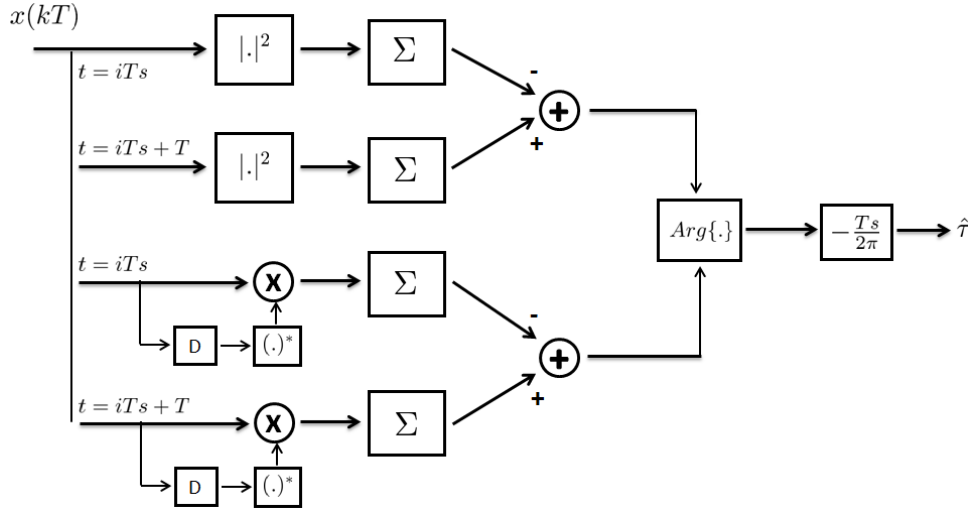 x(kT)
t = iTs
|.|²
Σ
-
+
t = iTs + T
|.|²
Σ
+
Arg{.}
-Ts/2π
τ̂
t = iTs
X
Σ
-
D
(.)*
+
+
t = iTs + T
X
Σ
D
(.)*